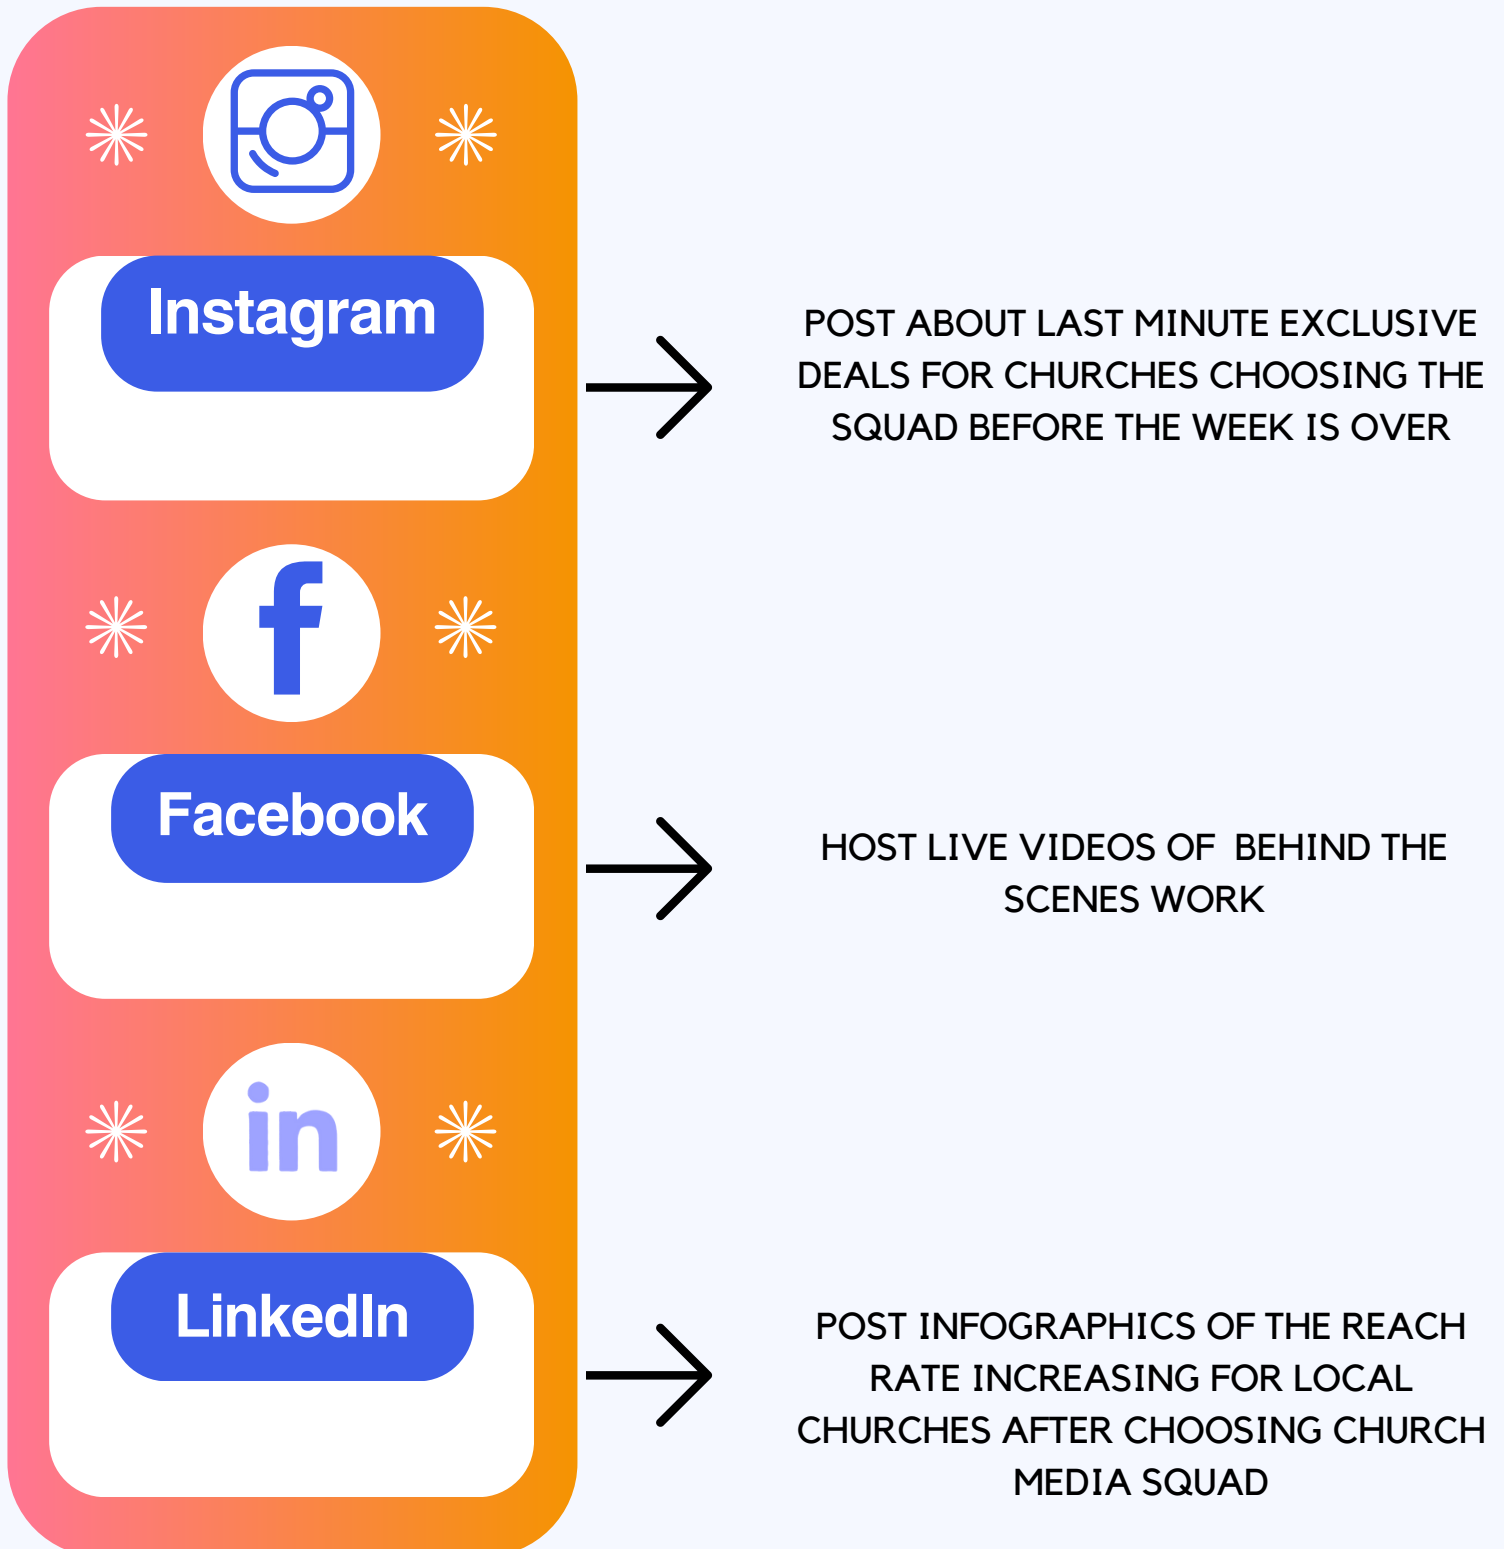 Instagram
POST ABOUT LAST MINUTE EXCLUSIVE
DEALS FOR CHURCHES CHOOSING THE
SQUAD BEFORE THE WEEK IS OVER
f
Facebook
HOST LIVE VIDEOS OF BEHIND THE
SCENES WORK
in
LinkedIn
POST INFOGRAPHICS OF THE REACH
RATE INCREASING FOR LOCAL
CHURCHES AFTER CHOOSING CHURCH
MEDIA SQUAD